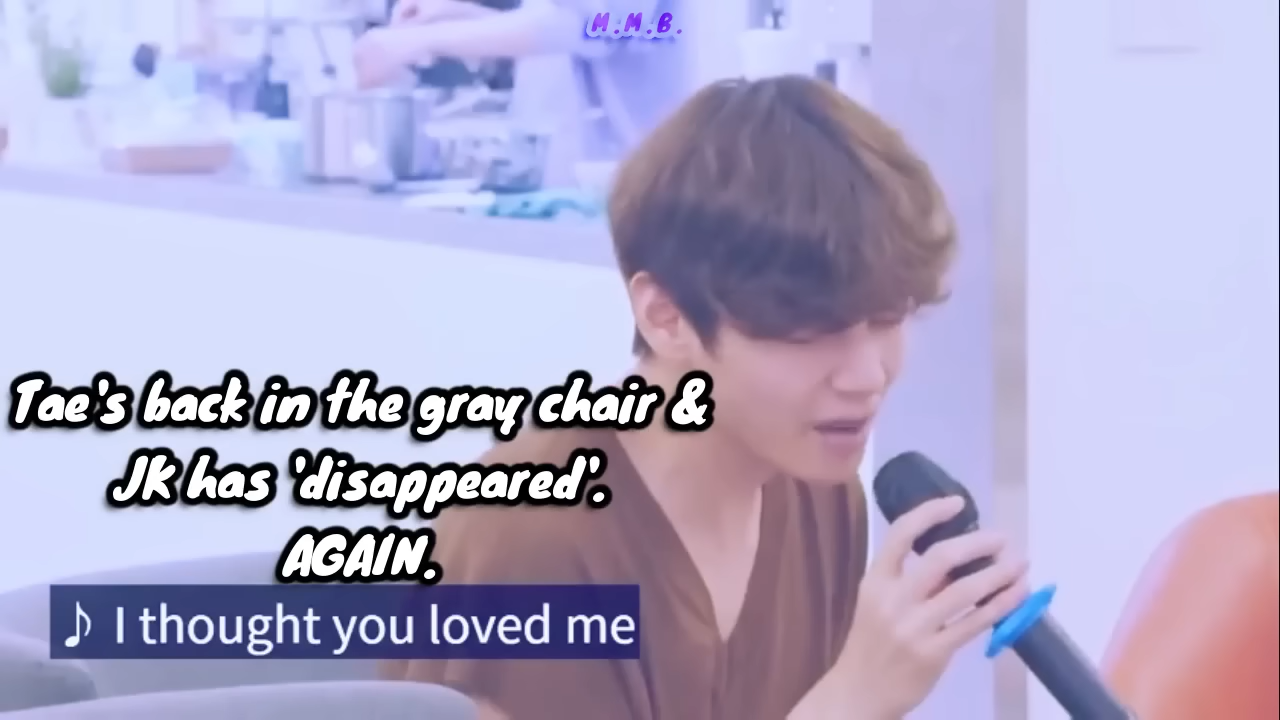 M.M.B.
Tae's back in the gray chair &
JK has 'disappeared'.
AGAIN.
♪ I thought you loved me